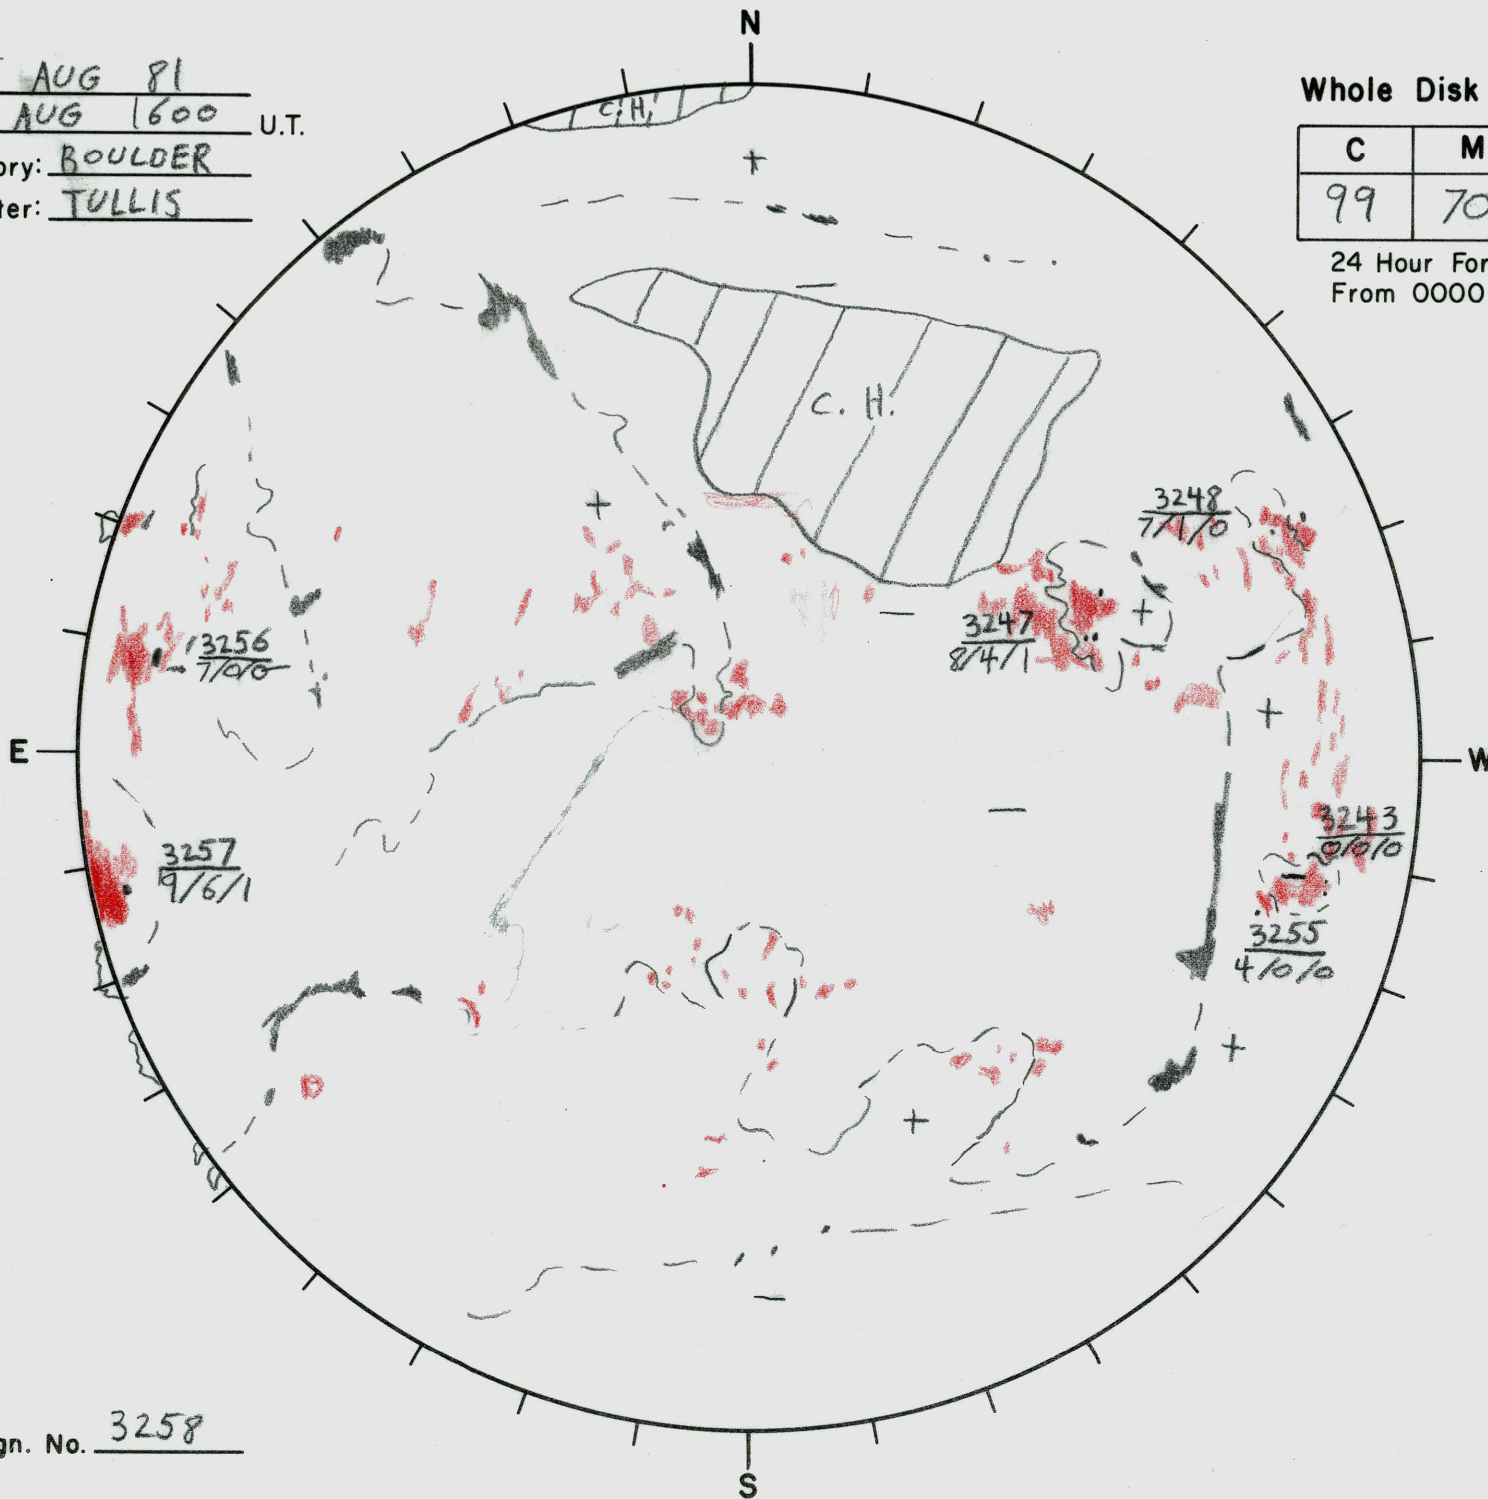 N
AUG 81
AUG 1600 U.T.
ory: BOULDER
ter: TULLIS
Whole Disk
C M
99 70
24 Hour For
From 0000
C.H.
C. H.
3248
7/1/0
3247
8/4/1
3256
7/0/0
E
W
3257
9/6/1
3243
0/0/0
3255
4/0/0
gn. No. 3258
S